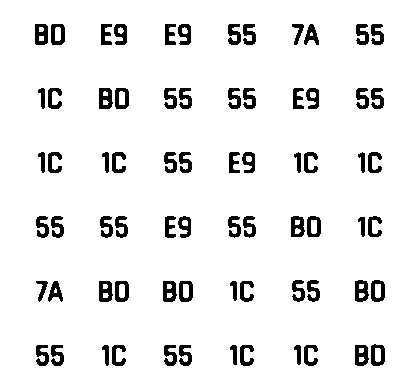 BD E9 E9 55 7A 55
1C BD 55 55 E9 55
1C 1C 55 E9 1C 1C
55 55 E9 55 BD 1C
7A BD BD 1C 55 BD
55 1C 55 1C 1C BD